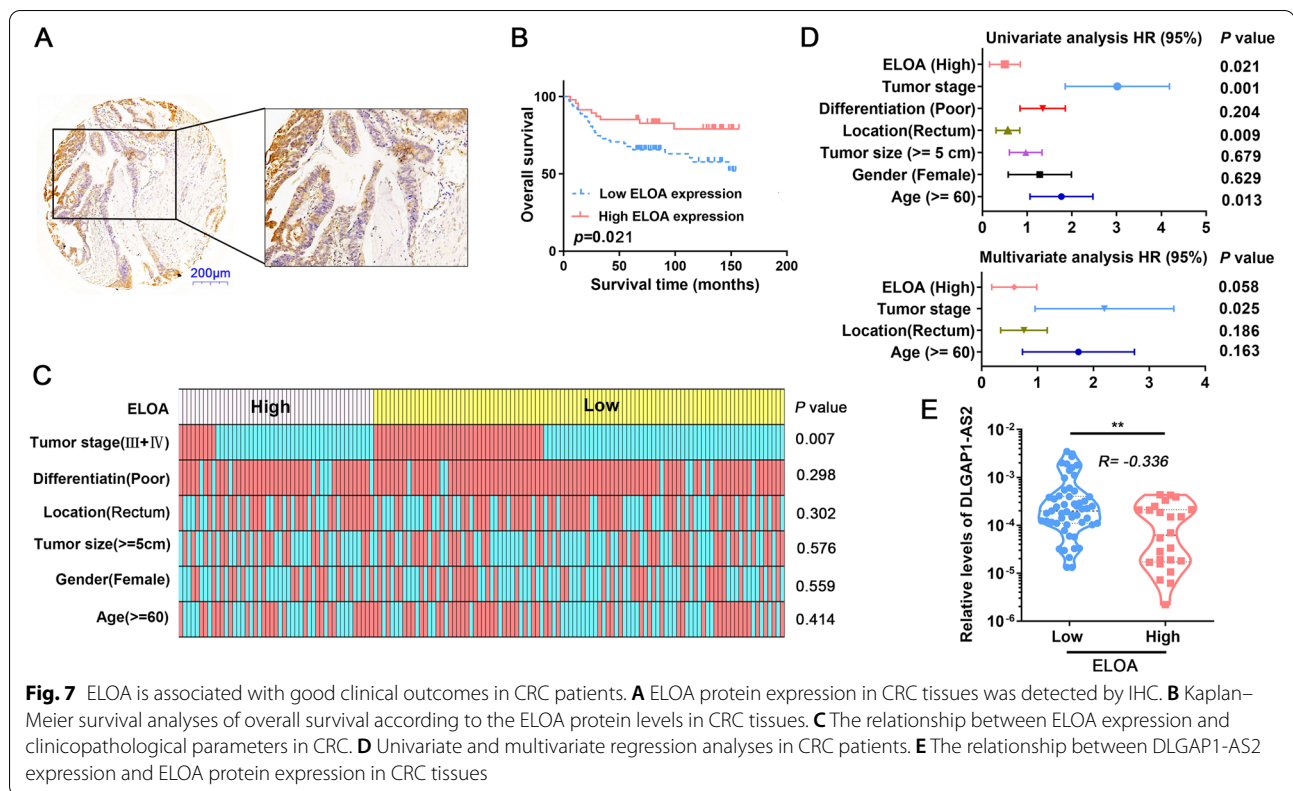 A
200μm
B
Overall survival
100
50
0
Low ELOA expression
High ELOA expression
p=0.021
0 50 100 150 200
Survival time (months)
D
Univariate analysis HR (95%) P value
ELOA (High) 0.021
Tumor stage 0.001
Differentiation (Poor) 0.204
Location(Rectum) 0.009
Tumor size (>= 5 cm) 0.679
Gender (Female) 0.629
Age (>= 60) 0.013
0 1 2 3 4 5
Multivariate analysis HR (95%) P value
ELOA (High) 0.058
Tumor stage 0.025
Location(Rectum) 0.186
Age (>= 60) 0.163
0 1 2 3 4
C
ELOA High Low P value
Tumor stage(III+IV) 0.007
Differentiatin(Poor) 0.298
Location(Rectum) 0.302
Tumor size(>=5cm) 0.576
Gender(Female) 0.559
Age(>=60) 0.414
E
Relative levels of DLGAP1-AS2
10⁻²
10⁻³
10⁻⁴
10⁻⁵
10⁻⁶
**
R= -0.336
Low High
ELOA
Fig. 7 ELOA is associated with good clinical outcomes in CRC patients. A ELOA protein expression in CRC tissues was detected by IHC. B Kaplan–
Meier survival analyses of overall survival according to the ELOA protein levels in CRC tissues. C The relationship between ELOA expression and
clinicopathological parameters in CRC. D Univariate and multivariate regression analyses in CRC patients. E The relationship between DLGAP1-AS2
expression and ELOA protein expression in CRC tissues